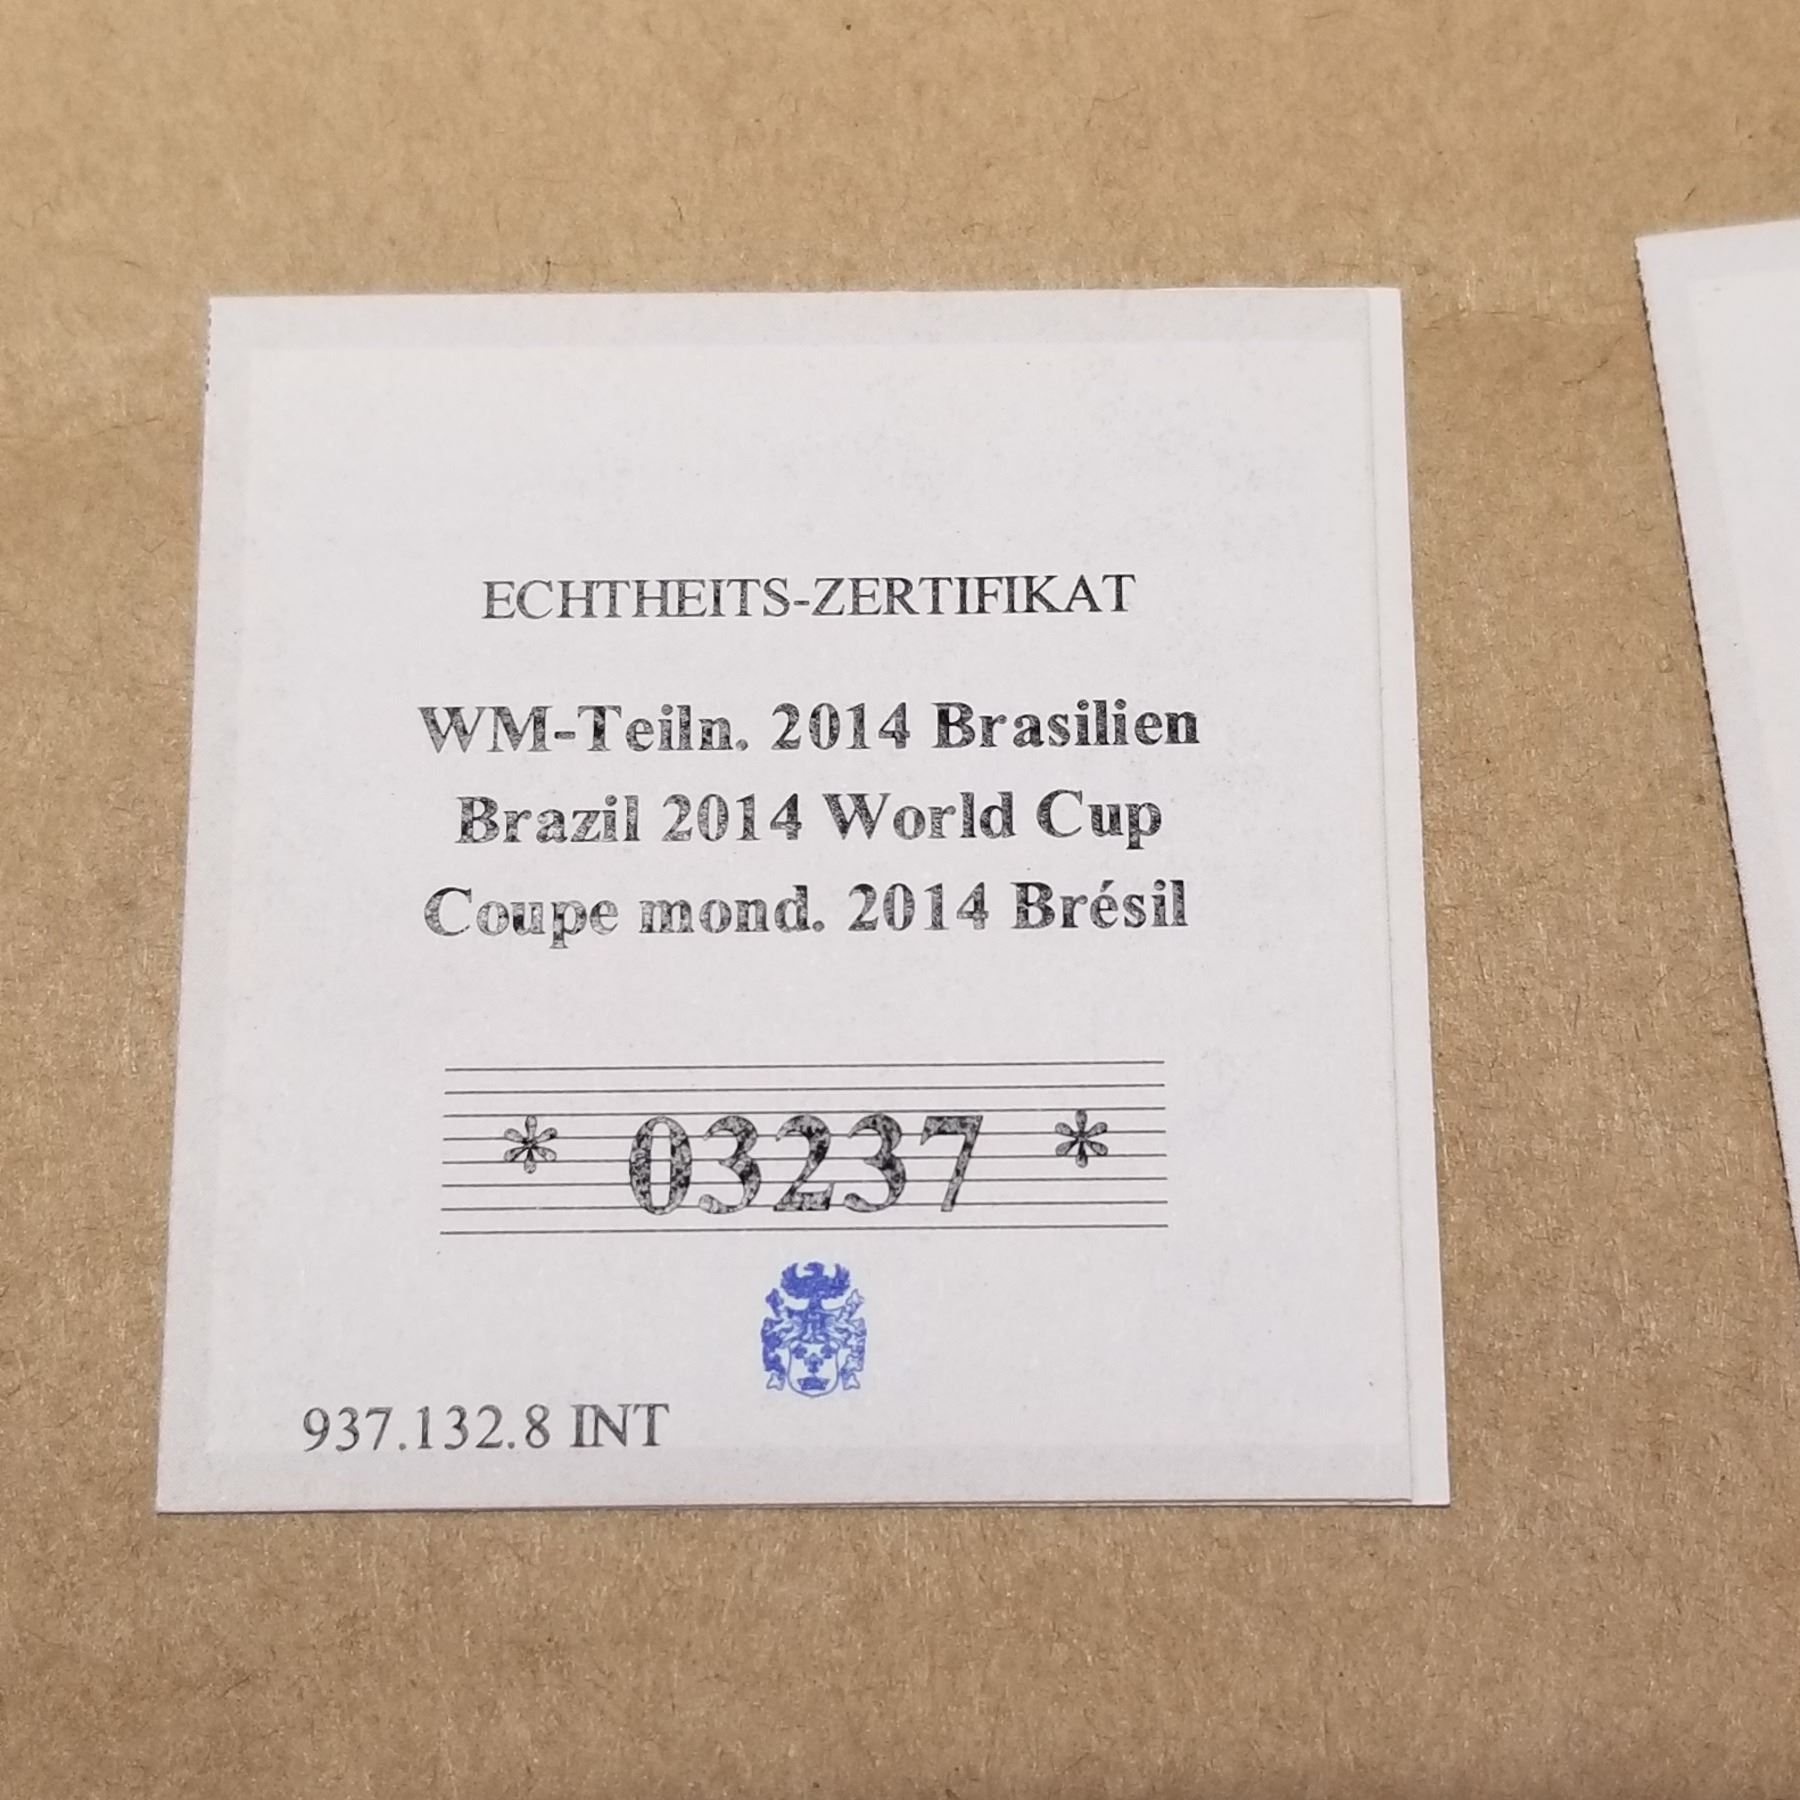 ECHTHEITS-ZERTIFIKAT
WM-Teiln. 2014 Brasilien
Brazil 2014 World Cup
Coupe mond. 2014 Brésil
* 03237 *
937.132.8 INT